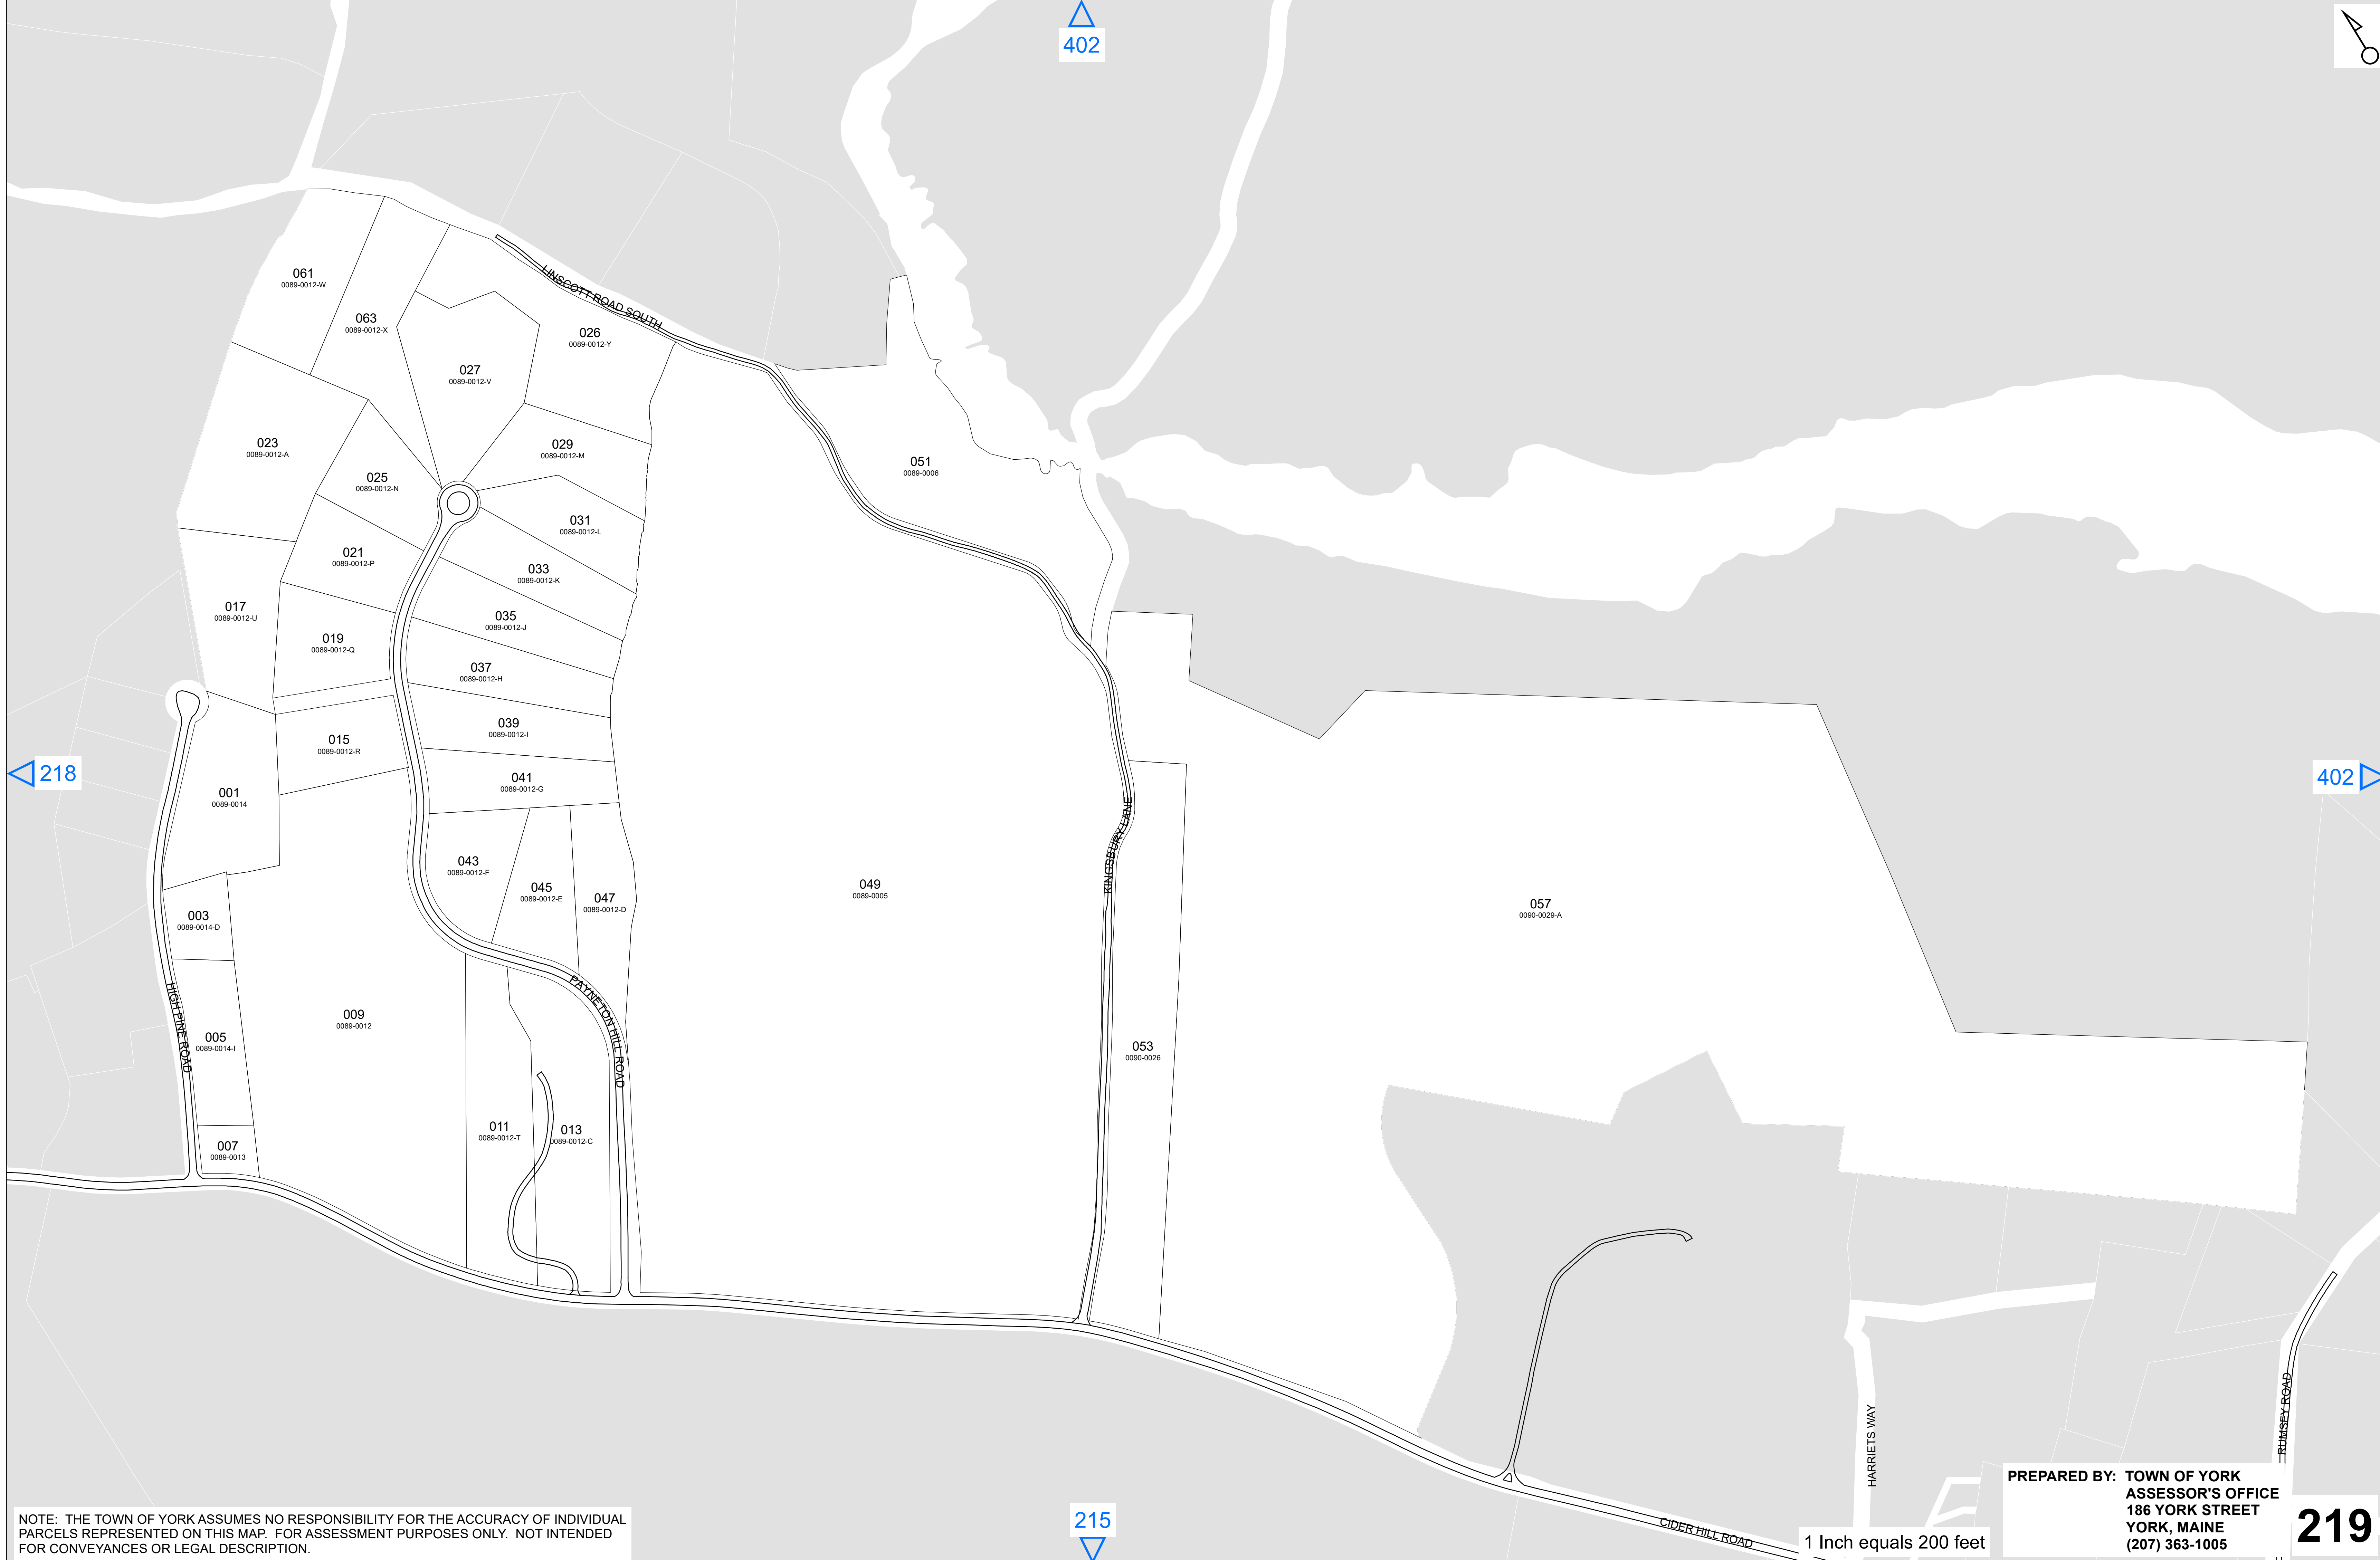 402
061
0089-0012-W
063
0089-0012-X
LINSCOTT ROAD SOUTH
026
0089-0012-Y
027
0089-0012-V
023
0089-0012-A
029
0089-0012-M
025
0089-0012-N
051
0089-0006
031
0089-0012-L
021
0089-0012-P
033
0089-0012-K
017
0089-0012-U
035
0089-0012-J
019
0089-0012-Q
037
0089-0012-H
039
0089-0012-I
015
0089-0012-R
218
041
0089-0012-G
402
001
0089-0014
KINGSBURY LANE
043
0089-0012-F
045
0089-0012-E
047
0089-0012-D
049
0089-0005
057
0090-0029-A
003
0089-0014-D
HIGH PINE ROAD
009
0089-0012
PAYNETON HILL ROAD
005
0089-0014-I
053
0090-0026
011
0089-0012-T
013
0089-0012-C
007
0089-0013
HARRIETS WAY
RUMSEY ROAD
CIDER HILL ROAD
215
NOTE: THE TOWN OF YORK ASSUMES NO RESPONSIBILITY FOR THE ACCURACY OF INDIVIDUAL
PARCELS REPRESENTED ON THIS MAP. FOR ASSESSMENT PURPOSES ONLY. NOT INTENDED
FOR CONVEYANCES OR LEGAL DESCRIPTION.
1 Inch equals 200 feet
PREPARED BY: TOWN OF YORK
ASSESSOR'S OFFICE
186 YORK STREET
YORK, MAINE
(207) 363-1005
219